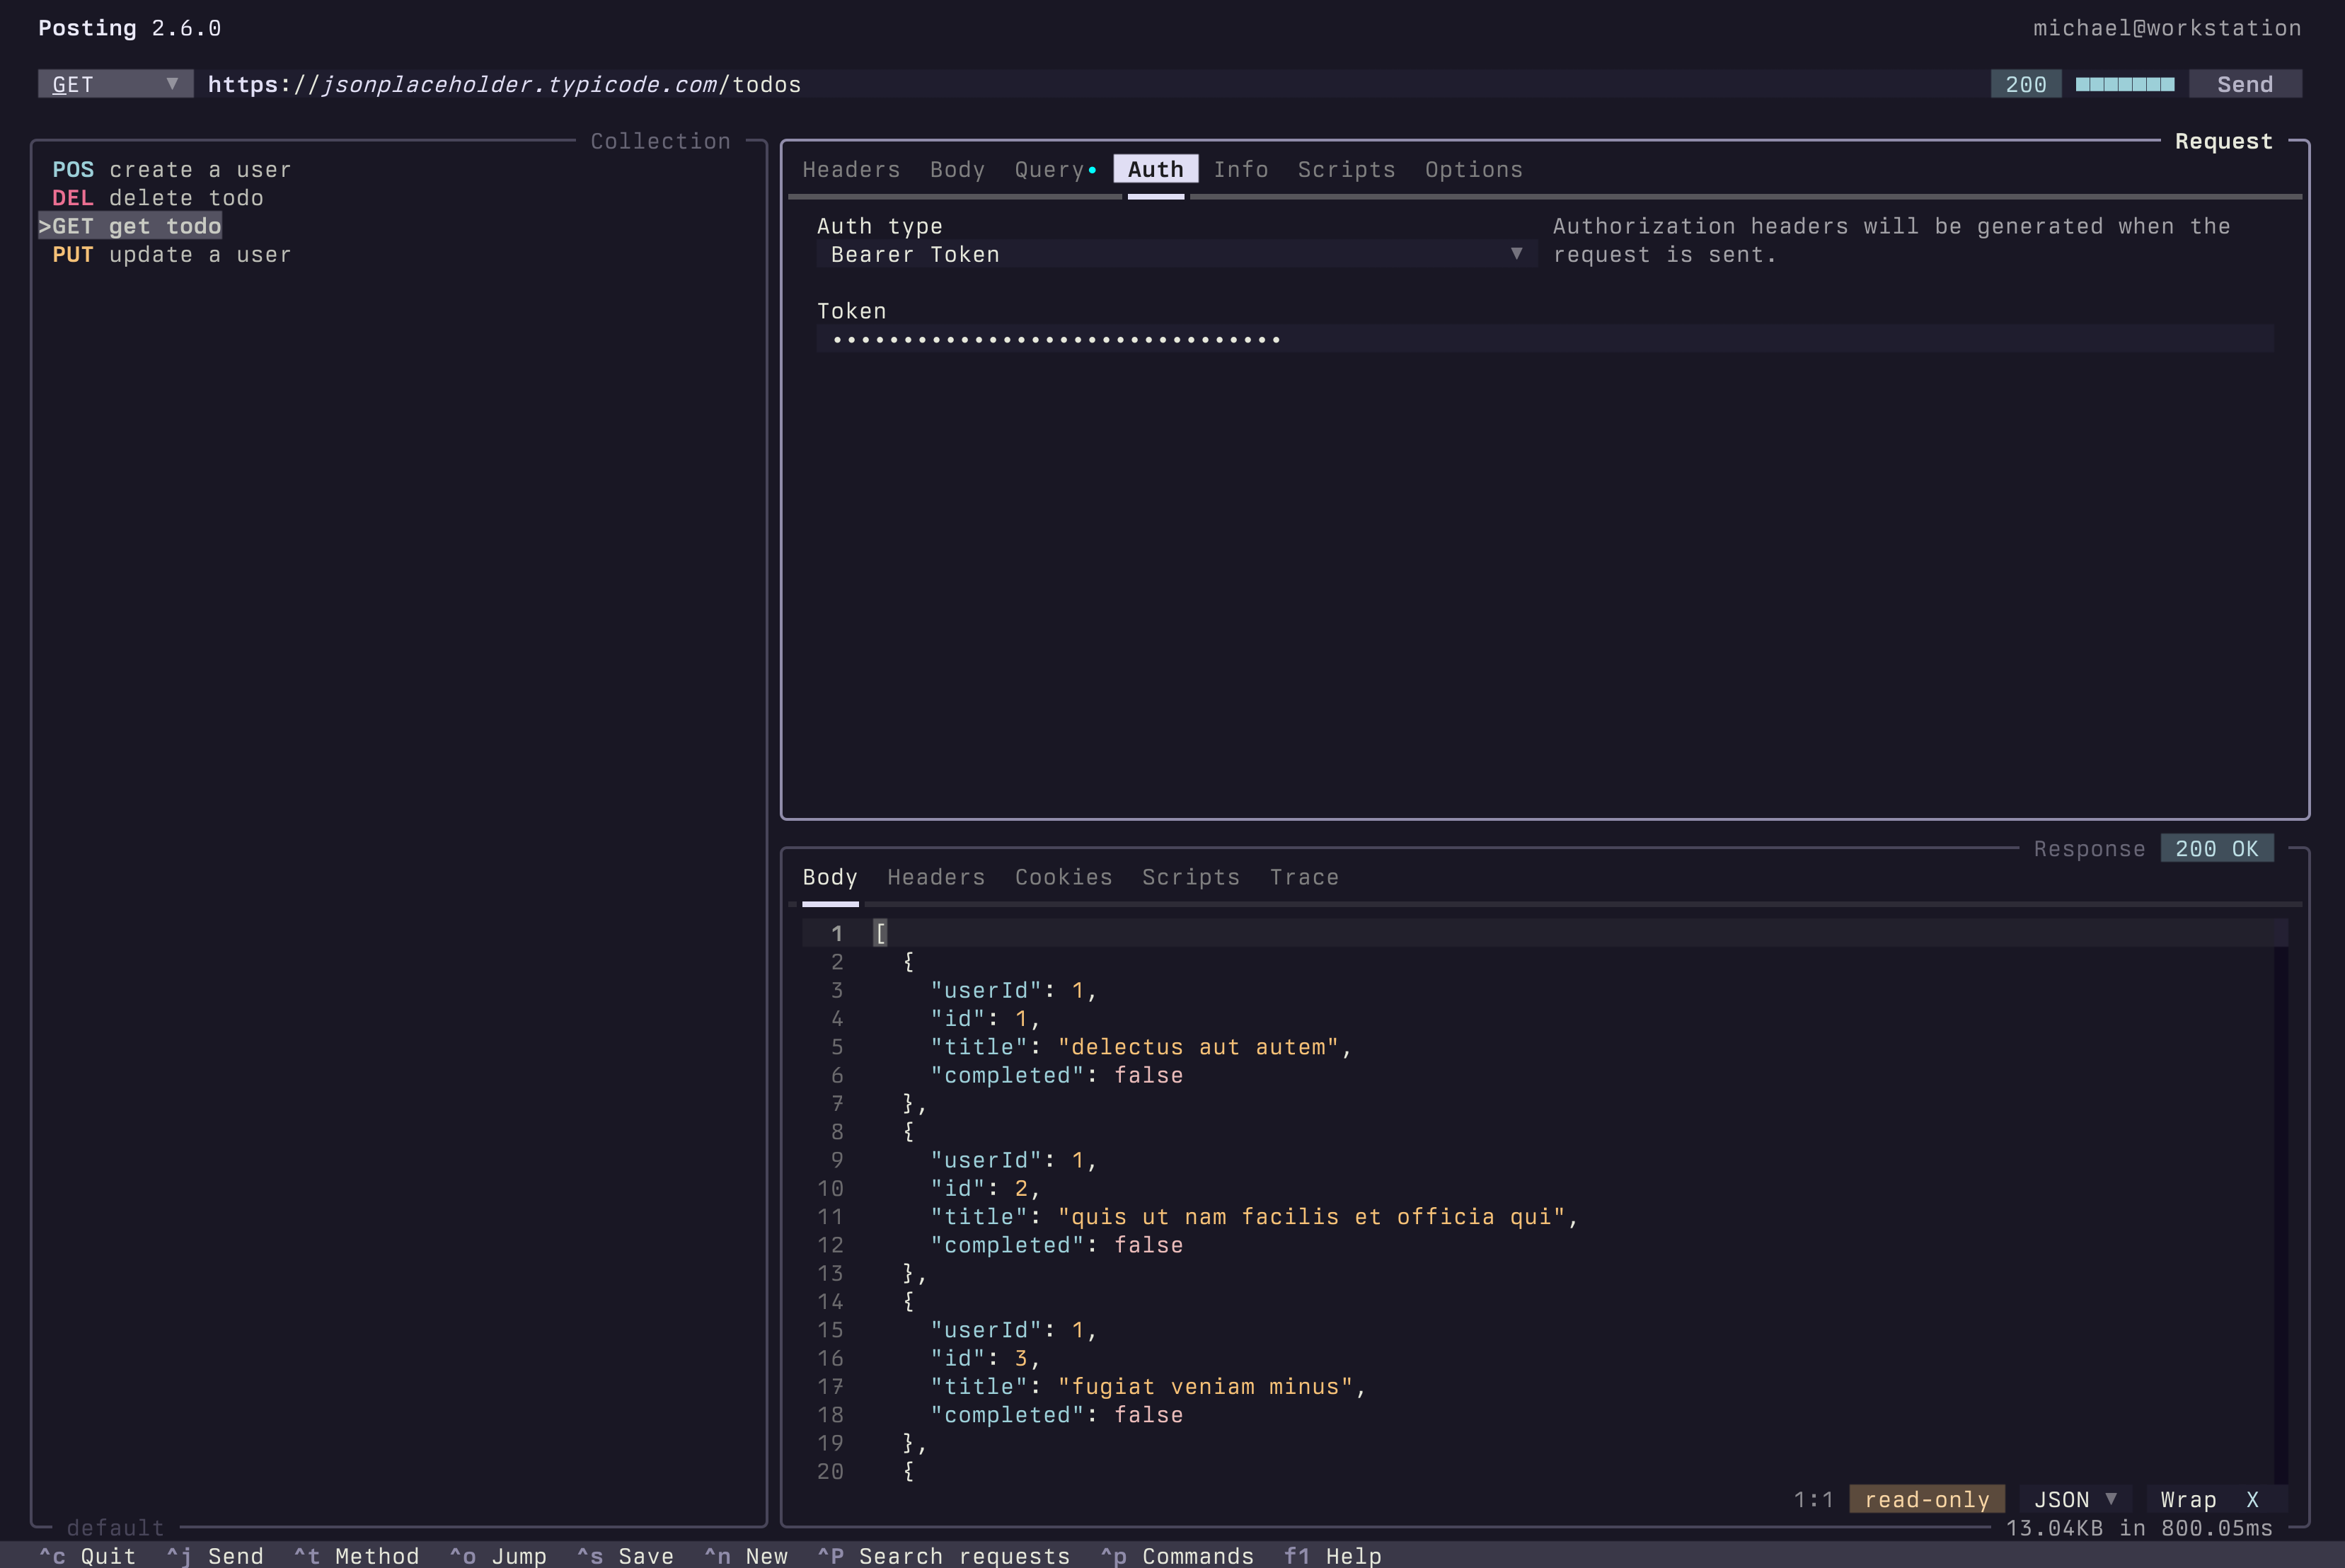 Posting 2.6.0
michael@workstation
GET ▼ https://jsonplaceholder.typicode.com/todos
200 Send
Collection
POS create a user
DEL delete todo
>GET get todo
PUT update a user
default
Request
Headers Body Query• Auth Info Scripts Options
Auth type
Bearer Token ▼
Authorization headers will be generated when the
request is sent.
Token
••••••••••••••••••••••••••••••••
Response 200 OK
Body Headers Cookies Scripts Trace
1 [
2 {
3 "userId": 1,
4 "id": 1,
5 "title": "delectus aut autem",
6 "completed": false
7 },
8 {
9 "userId": 1,
10 "id": 2,
11 "title": "quis ut nam facilis et officia qui",
12 "completed": false
13 },
14 {
15 "userId": 1,
16 "id": 3,
17 "title": "fugiat veniam minus",
18 "completed": false
19 },
20 {
1:1 read-only JSON ▼ Wrap X
13.04KB in 800.05ms
^c Quit ^j Send ^t Method ^o Jump ^s Save ^n New ^P Search requests ^p Commands f1 Help